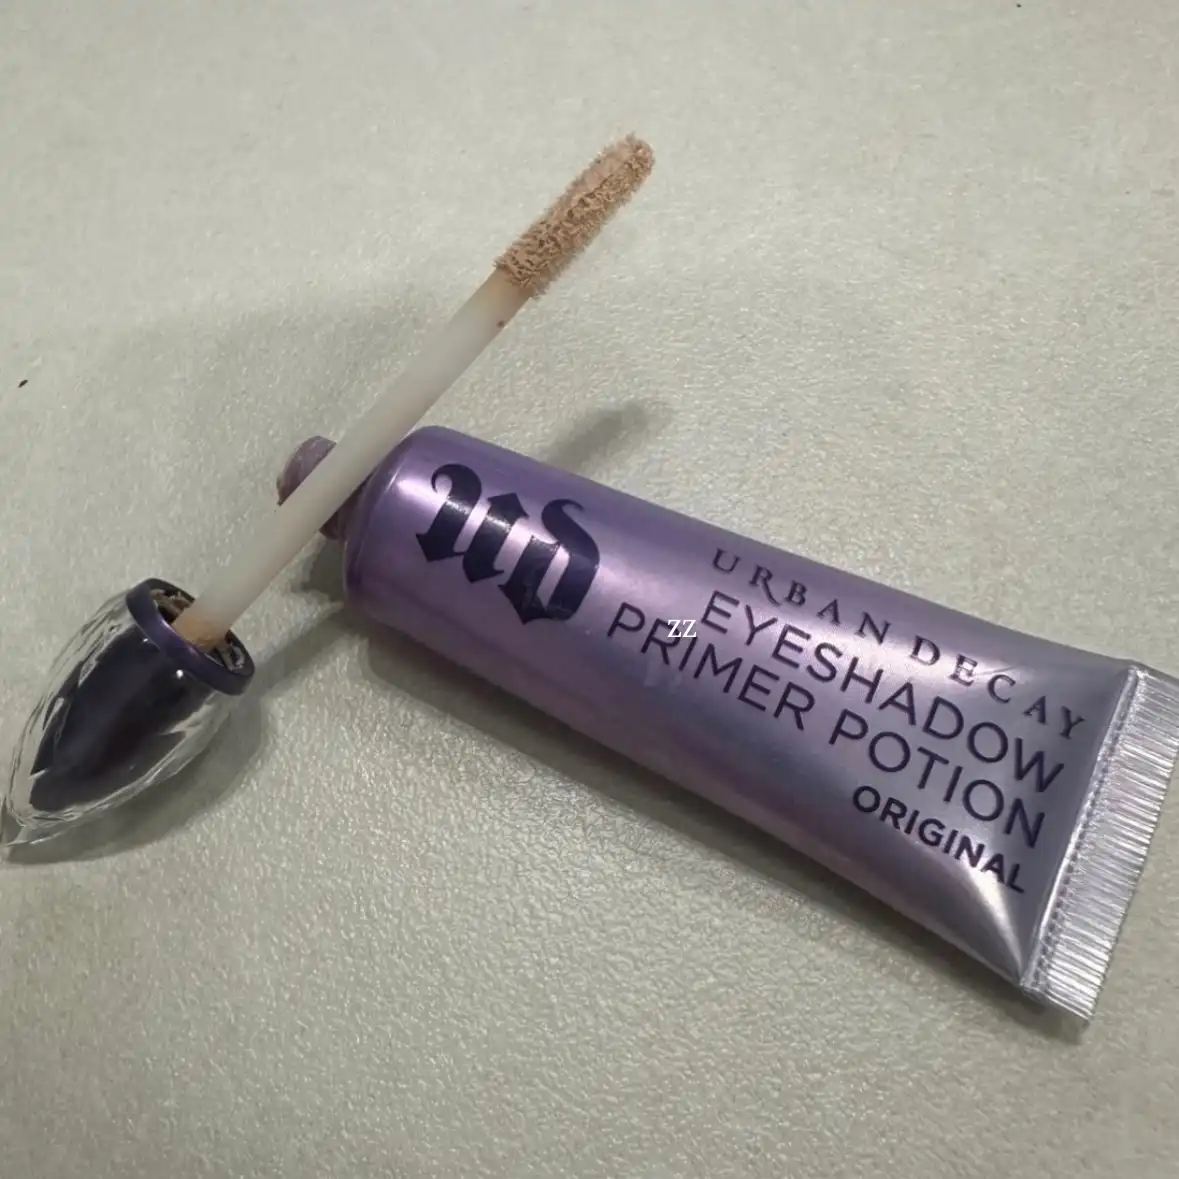 UD
URBAN DECAY
EYESHADOW
PRIMER POTION
ORIGINAL
zz